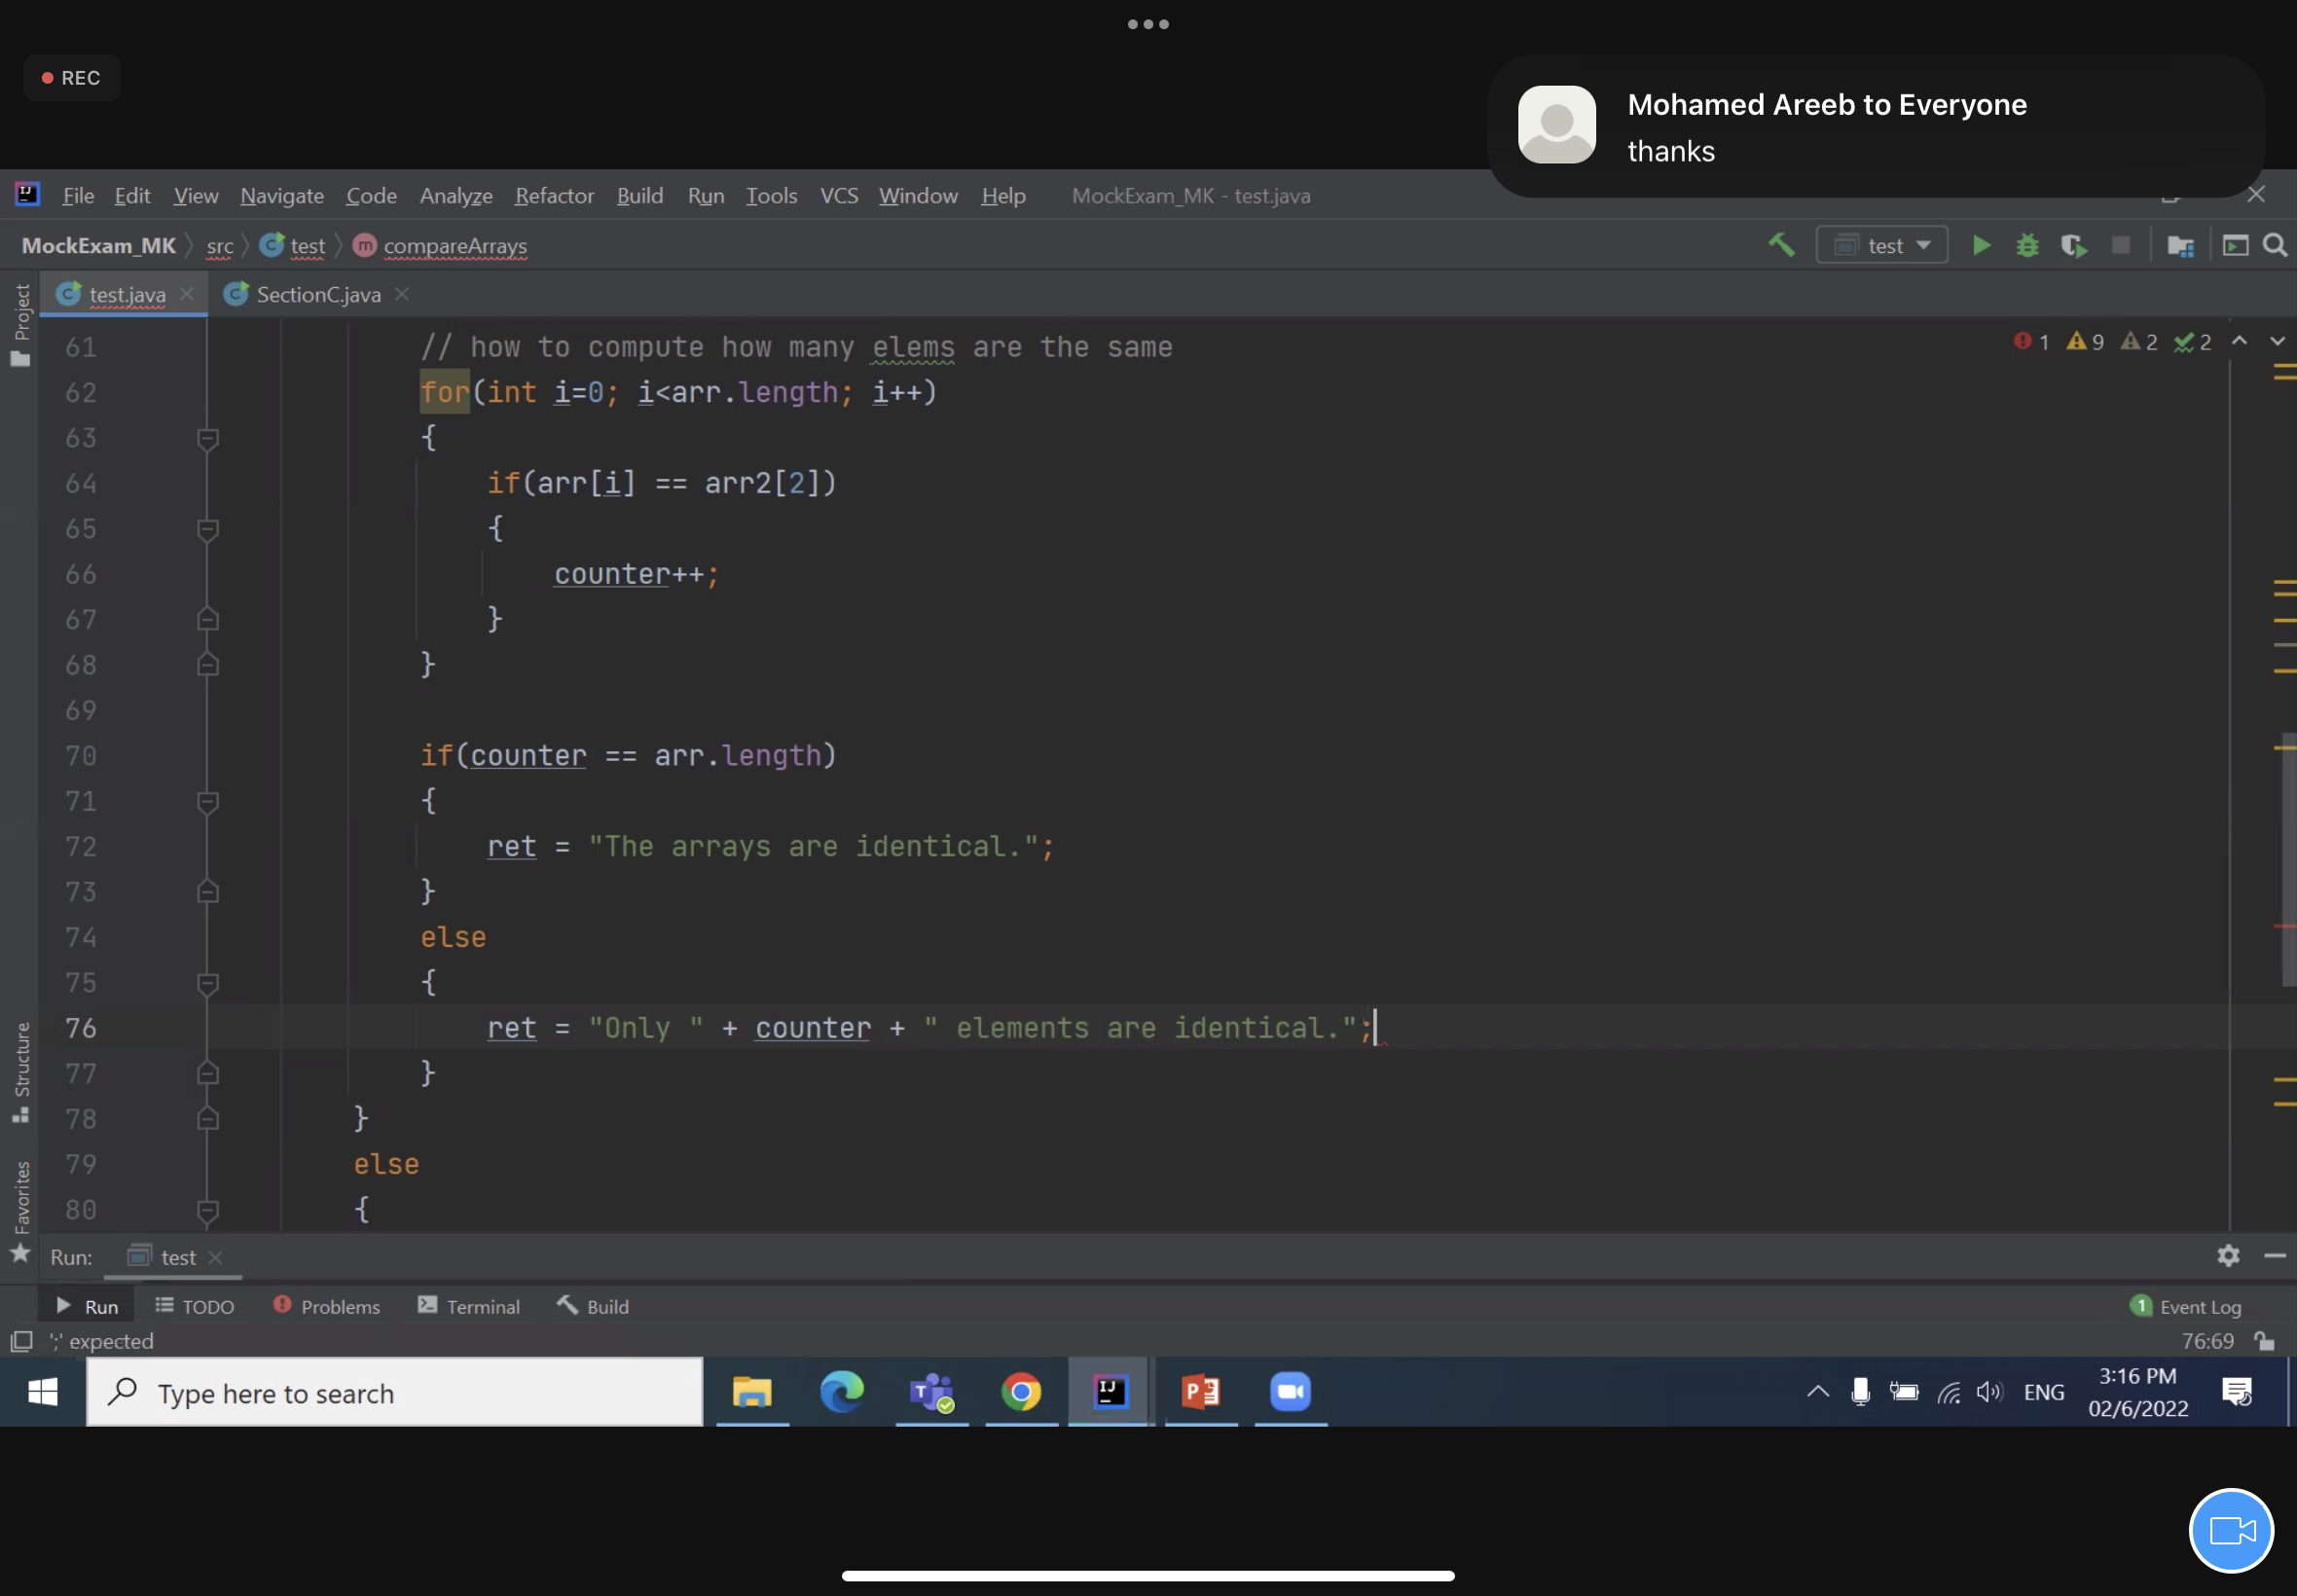 REC
Mohamed Areeb to Everyone
thanks
File Edit View Navigate Code Analyze Refactor Build Run Tools VCS Window Help MockExam_MK - test.java
MockExam_MK src test compareArrays
test
Project
test.java SectionC.java
1 9 2 2
61 // how to compute how many elems are the same
62 for(int i=0; i<arr.length; i++)
63 {
64 if(arr[i] == arr2[2])
65 {
66 counter++;
67 }
68 }
69
70 if(counter == arr.length)
71 {
72 ret = "The arrays are identical.";
73 }
74 else
75 {
76 ret = "Only " + counter + " elements are identical.";
77 }
78 }
79 else
80 {
Structure
Favorites
Run: test
Run TODO Problems Terminal Build 1 Event Log
';' expected 76:69
Type here to search
ENG
3:16 PM
02/6/2022